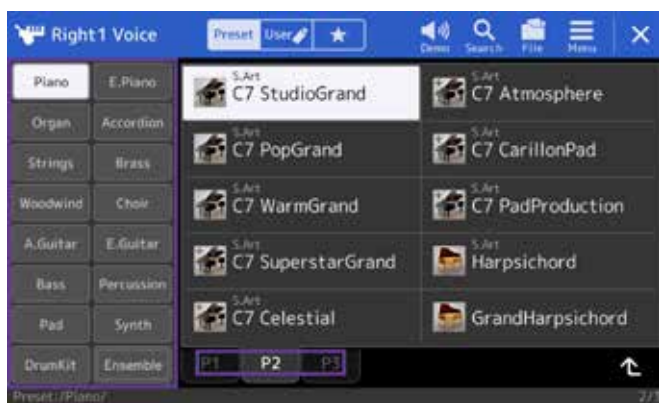 Right1 Voice
Preset
User
Demo
Search
File
Menu
Piano
E.Piano
Organ
Accordion
Strings
Brass
Woodwind
Choir
A.Guitar
E.Guitar
Bass
Percussion
Pad
Synth
DrumKit
Ensemble
S.Art
C7 StudioGrand
S.Art
C7 Atmosphere
S.Art
C7 PopGrand
S.Art
C7 CarillonPad
S.Art
C7 WarmGrand
S.Art
C7 PadProduction
S.Art
C7 SuperstarGrand
S.Art
Harpsichord
S.Art
C7 Celestial
GrandHarpsichord
P1
P2
P3
Preset:/Piano/